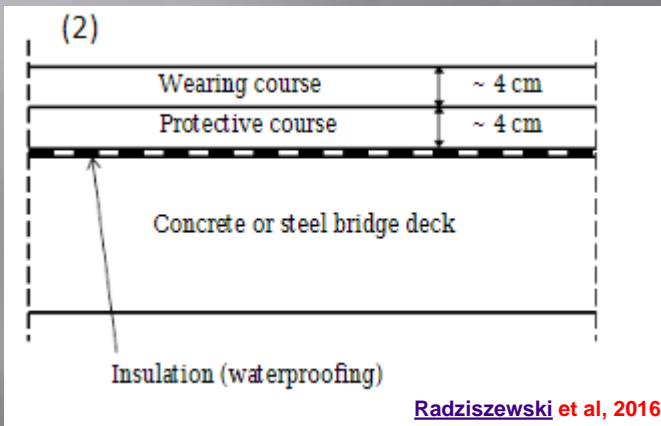 (2)
Wearing course ~ 4 cm
Protective course ~ 4 cm
Concrete or steel bridge deck
Insulation (waterproofing)
Radziszewski et al, 2016